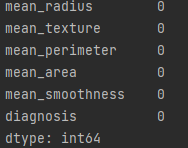 mean_radius 0
mean_texture 0
mean_perimeter 0
mean_area 0
mean_smoothness 0
diagnosis 0
dtype: int64